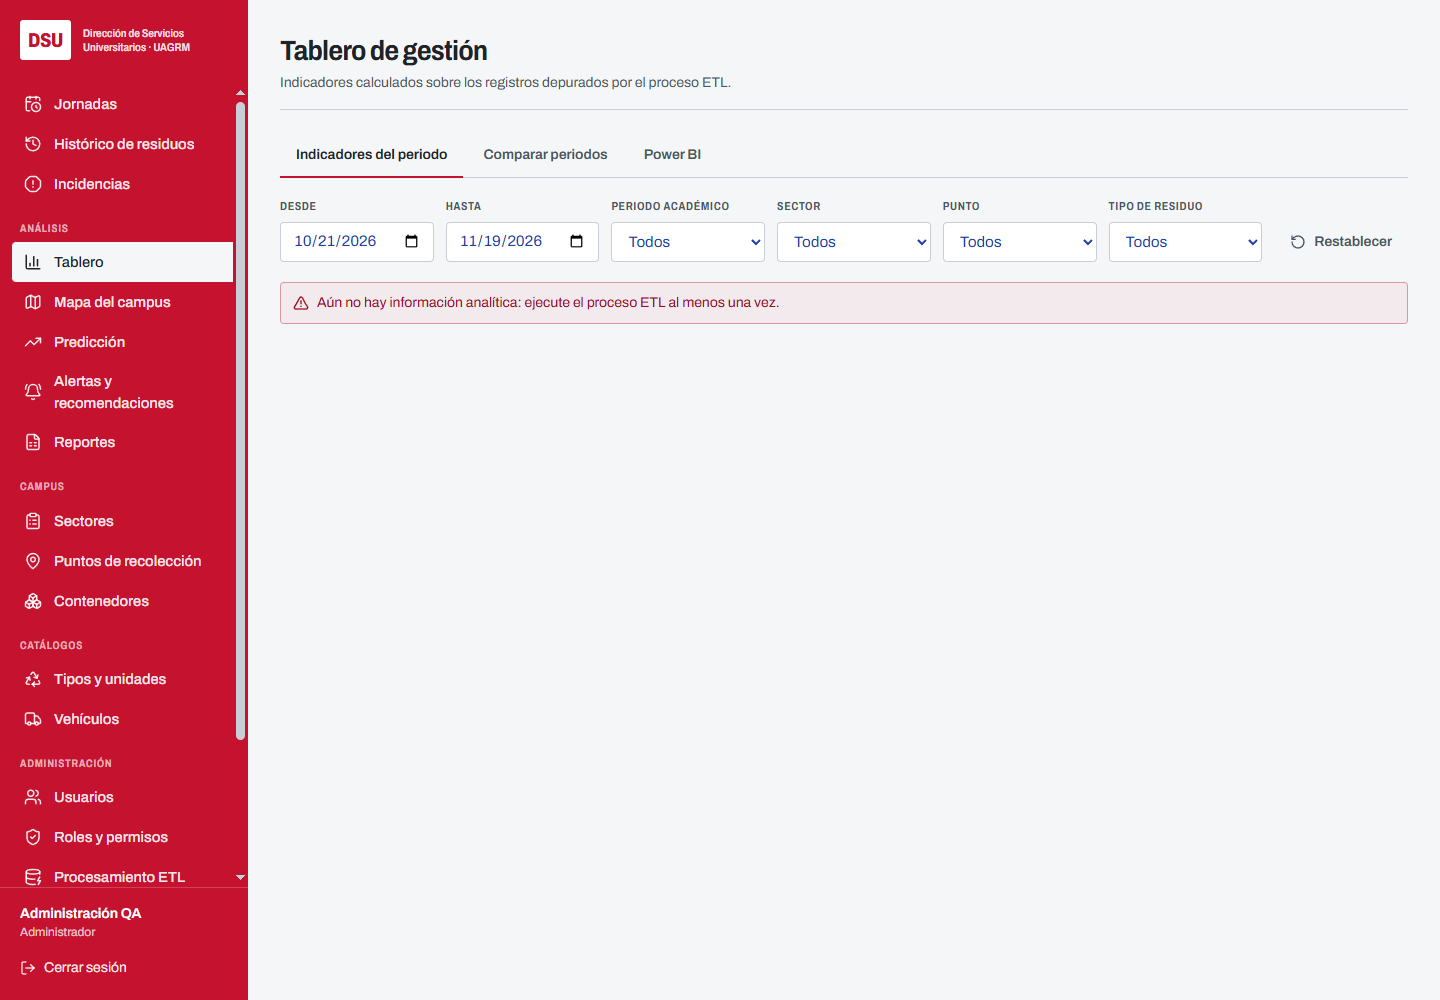 DSU
Dirección de Servicios
Universitarios · UAGRM
Jornadas
Histórico de residuos
Incidencias
ANÁLISIS
Tablero
Mapa del campus
Predicción
Alertas y
recomendaciones
Reportes
CAMPUS
Sectores
Puntos de recolección
Contenedores
CATÁLOGOS
Tipos y unidades
Vehículos
ADMINISTRACIÓN
Usuarios
Roles y permisos
Procesamiento ETL
Administración QA
Administrador
Cerrar sesión
Tablero de gestión
Indicadores calculados sobre los registros depurados por el proceso ETL.
Indicadores del periodo Comparar periodos Power BI
DESDE HASTA PERIODO ACADÉMICO SECTOR PUNTO TIPO DE RESIDUO
10/21/2026 11/19/2026 Todos Todos Todos Todos Restablecer
Aún no hay información analítica: ejecute el proceso ETL al menos una vez.